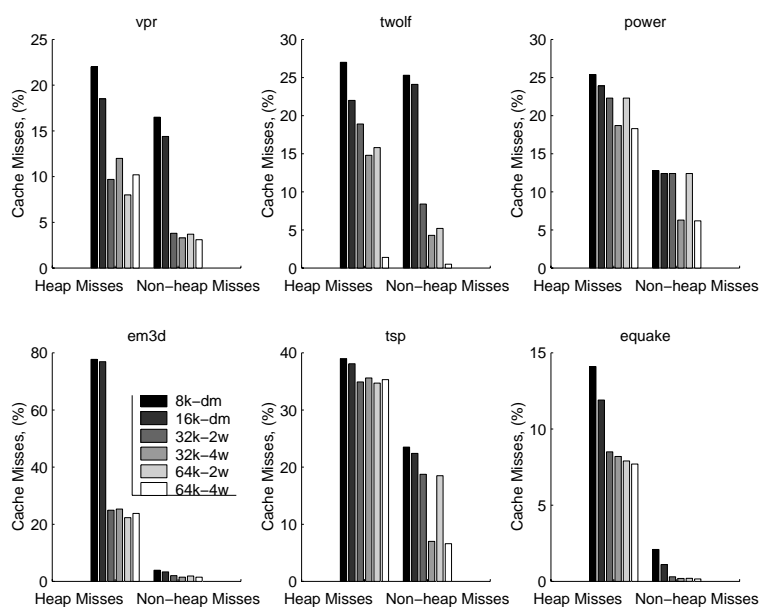 vpr
25
20
15
10
5
0
Cache Misses, (%)
Heap Misses Non−heap Misses
twolf
30
25
20
15
10
5
0
Cache Misses, (%)
Heap Misses Non−heap Misses
power
30
25
20
15
10
5
0
Cache Misses, (%)
Heap Misses Non−heap Misses
em3d
80
60
40
20
0
Cache Misses, (%)
8k−dm
16k−dm
32k−2w
32k−4w
64k−2w
64k−4w
Heap Misses Non−heap Misses
tsp
40
30
20
10
0
Cache Misses, (%)
Heap Misses Non−heap Misses
equake
15
10
5
0
Cache Misses, (%)
Heap Misses Non−heap Misses